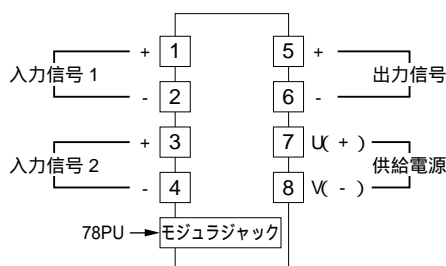 入力信号 1
+ 1
- 2
入力信号 2
+ 3
- 4
5 +
6 -
出力信号
7 U( + )
8 V( - )
供給電源
78PU
モジュラジャック